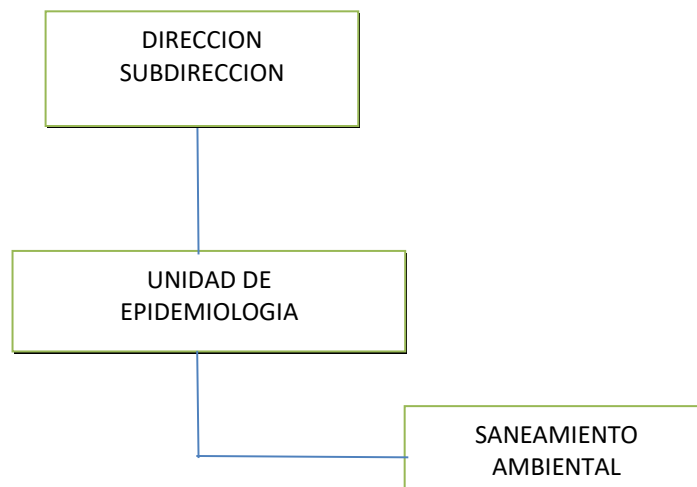 DIRECCION
SUBDIRECCION
UNIDAD DE
EPIDEMIOLOGIA
SANEAMIENTO
AMBIENTAL